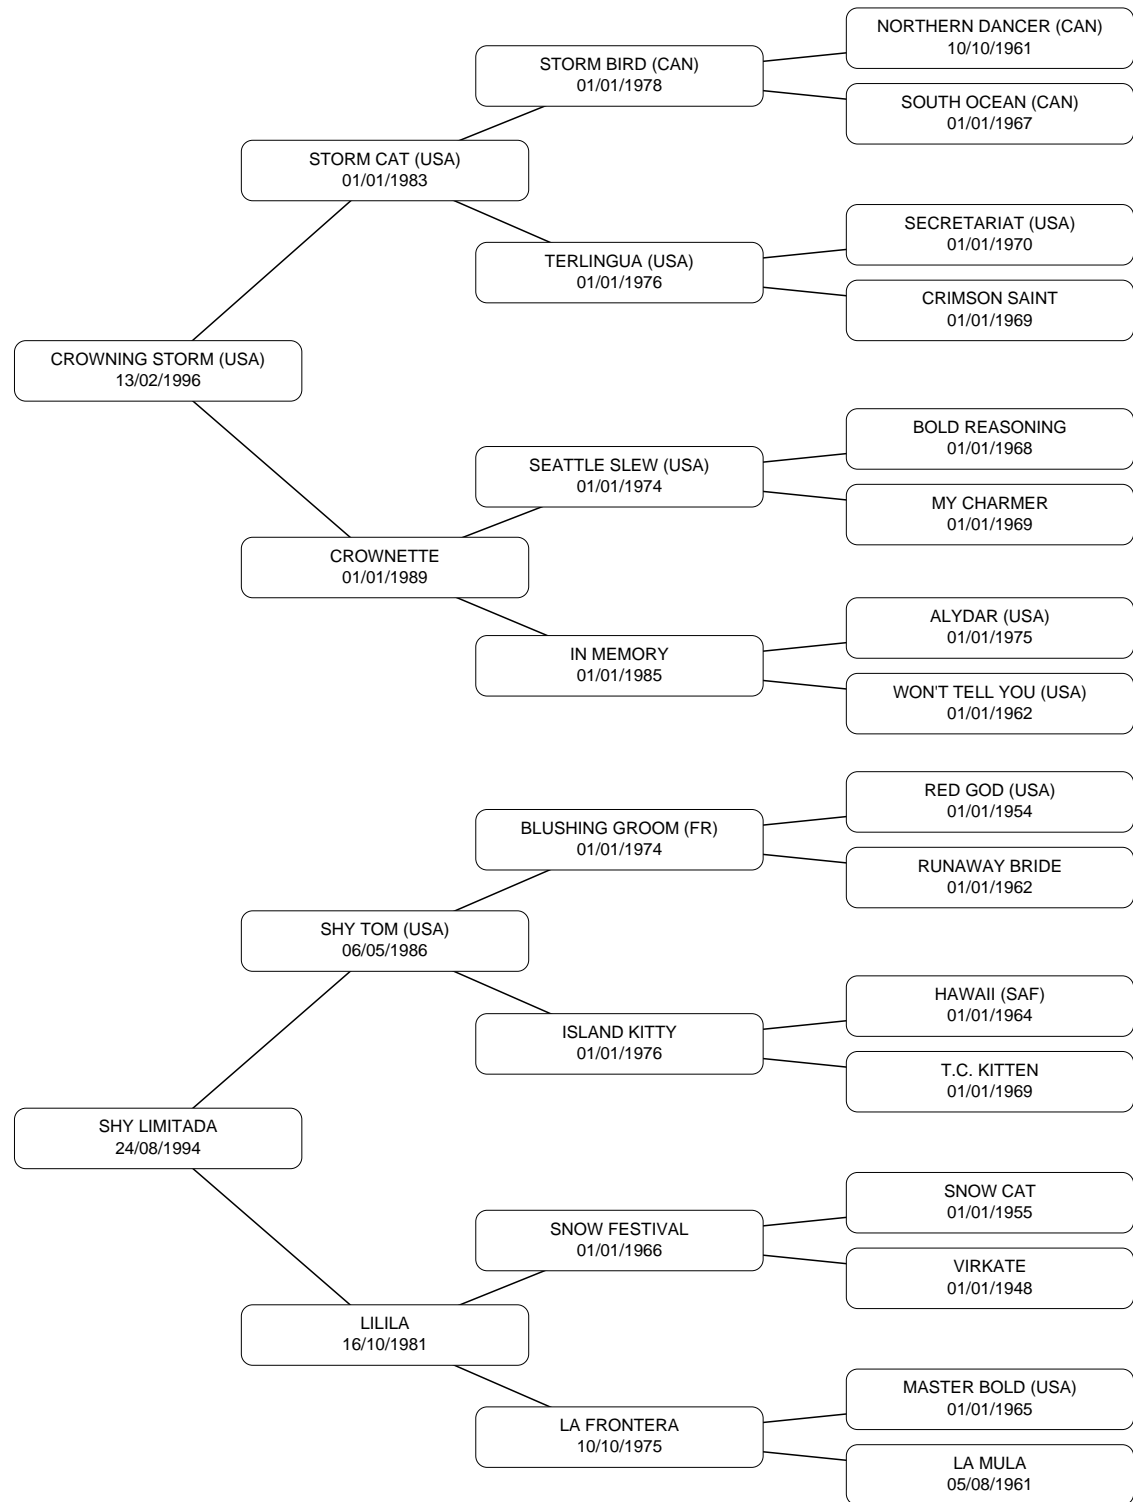 NORTHERN DANCER (CAN)
10/10/1961
STORM BIRD (CAN)
01/01/1978
SOUTH OCEAN (CAN)
01/01/1967
STORM CAT (USA)
01/01/1983
SECRETARIAT (USA)
01/01/1970
TERLINGUA (USA)
01/01/1976
CRIMSON SAINT
01/01/1969
CROWNING STORM (USA)
13/02/1996
BOLD REASONING
01/01/1968
SEATTLE SLEW (USA)
01/01/1974
MY CHARMER
01/01/1969
CROWNETTE
01/01/1989
ALYDAR (USA)
01/01/1975
IN MEMORY
01/01/1985
WON'T TELL YOU (USA)
01/01/1962
RED GOD (USA)
01/01/1954
BLUSHING GROOM (FR)
01/01/1974
RUNAWAY BRIDE
01/01/1962
SHY TOM (USA)
06/05/1986
HAWAII (SAF)
01/01/1964
ISLAND KITTY
01/01/1976
T.C. KITTEN
01/01/1969
SHY LIMITADA
24/08/1994
SNOW CAT
01/01/1955
SNOW FESTIVAL
01/01/1966
VIRKATE
01/01/1948
LILILA
16/10/1981
MASTER BOLD (USA)
01/01/1965
LA FRONTERA
10/10/1975
LA MULA
05/08/1961